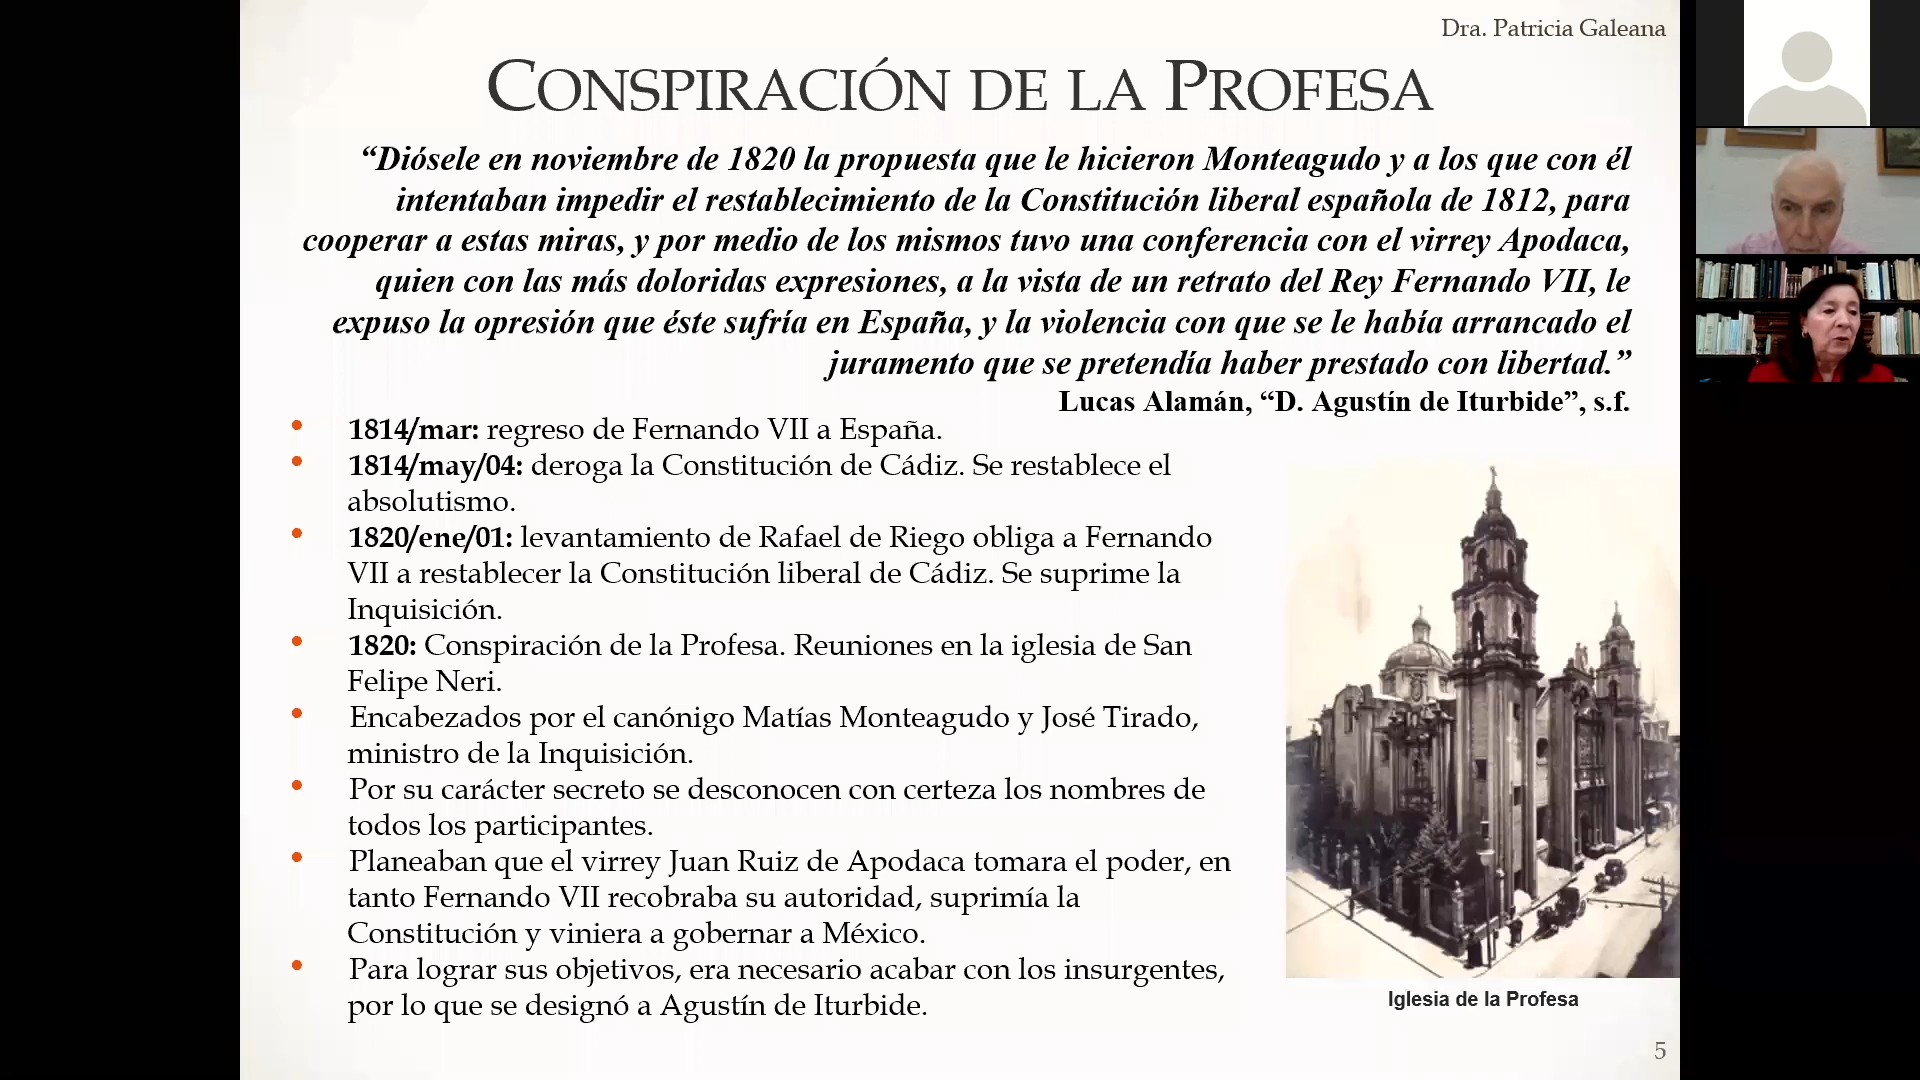 Dra. Patricia Galeana
CONSPIRACIÓN DE LA PROFESA
“Diósele en noviembre de 1820 la propuesta que le hicieron Monteagudo y a los que con él
intentaban impedir el restablecimiento de la Constitución liberal española de 1812, para
cooperar a estas miras, y por medio de los mismos tuvo una conferencia con el virrey Apodaca,
quien con las más doloridas expresiones, a la vista de un retrato del Rey Fernando VII, le
expuso la opresión que éste sufría en España, y la violencia con que se le había arrancado el
juramento que se pretendía haber prestado con libertad.”
Lucas Alamán, “D. Agustín de Iturbide”, s.f.
• 1814/mar: regreso de Fernando VII a España.
• 1814/may/04: deroga la Constitución de Cádiz. Se restablece el
absolutismo.
• 1820/ene/01: levantamiento de Rafael de Riego obliga a Fernando
VII a restablecer la Constitución liberal de Cádiz. Se suprime la
Inquisición.
• 1820: Conspiración de la Profesa. Reuniones en la iglesia de San
Felipe Neri.
• Encabezados por el canónigo Matías Monteagudo y José Tirado,
ministro de la Inquisición.
• Por su carácter secreto se desconocen con certeza los nombres de
todos los participantes.
• Planeaban que el virrey Juan Ruiz de Apodaca tomara el poder, en
tanto Fernando VII recobraba su autoridad, suprimía la
Constitución y viniera a gobernar a México.
• Para lograr sus objetivos, era necesario acabar con los insurgentes,
por lo que se designó a Agustín de Iturbide.
Iglesia de la Profesa
5